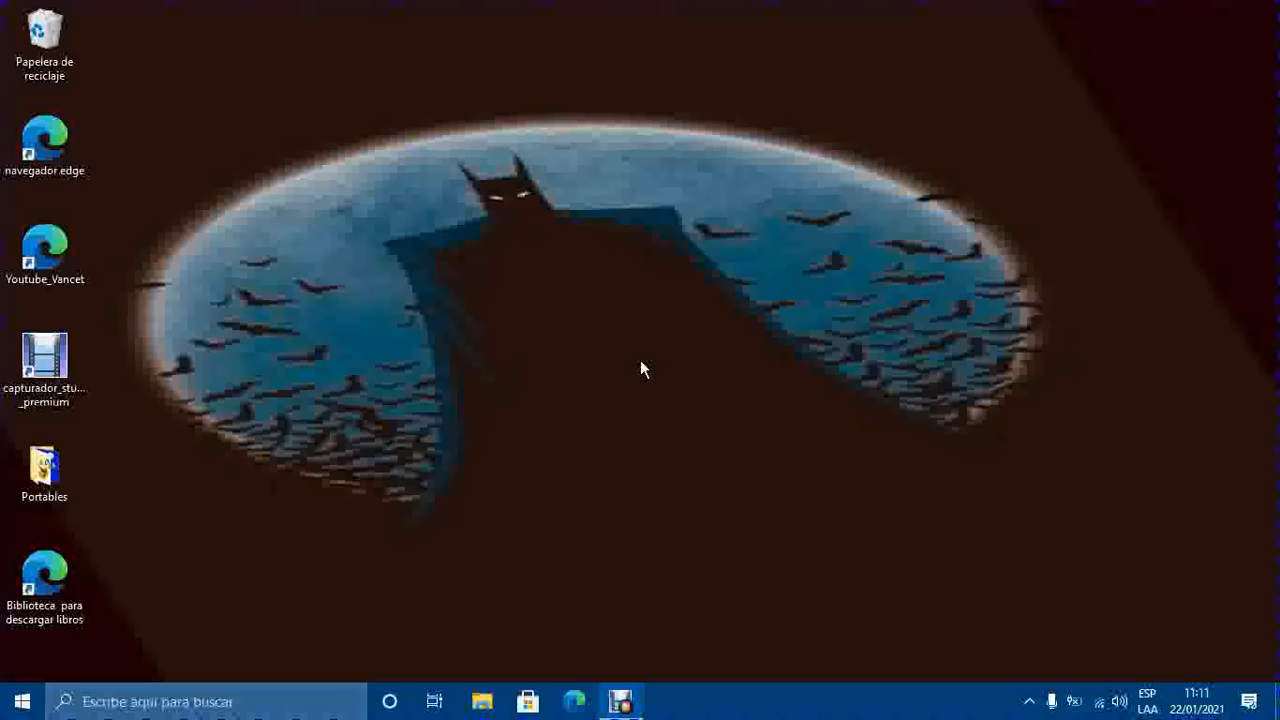 Papelera de
reciclaje
navegador edge
Youtube_Vancet
capturador_stu...
_premium
Portables
Biblioteca para
descargar libros
Escribe aquí para buscar
ESP
LAA
11:11
22/01/2021